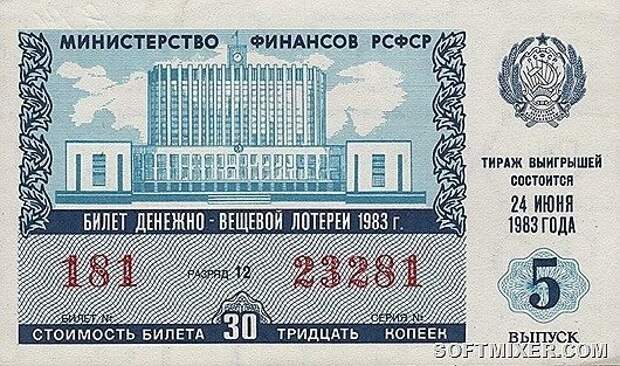 МИНИСТЕРСТВО ФИНАНСОВ РСФСР
ТИРАЖ ВЫИГРЫШЕЙ
СОСТОИТСЯ
24 ИЮНЯ
1983 ГОДА
БИЛЕТ ДЕНЕЖНО - ВЕЩЕВОЙ ЛОТЕРЕИ 1983 г.
181 РАЗРЯД 12 23281
БИЛЕТ № СЕРИЯ №
5
ВЫПУСК
СТОИМОСТЬ БИЛЕТА 30 ТРИДЦАТЬ КОПЕЕК
SOFTMIXER.COM